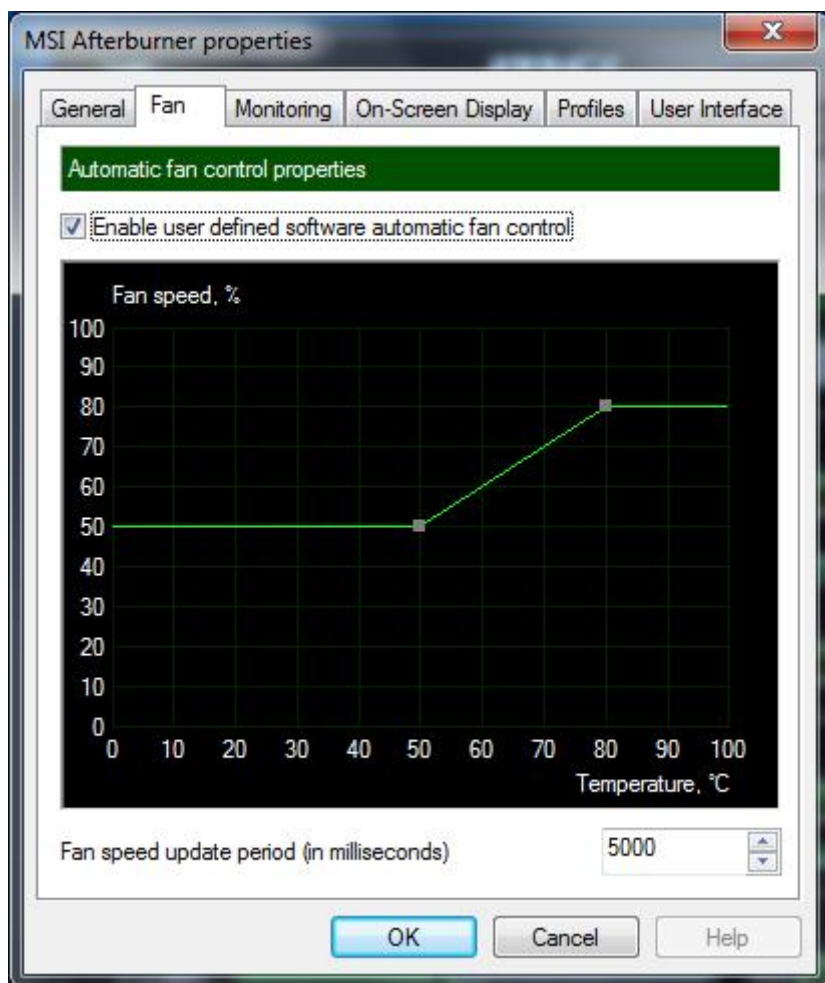 MSI Afterburner properties
General Fan Monitoring On-Screen Display Profiles User Interface
Automatic fan control properties
Enable user defined software automatic fan control
Fan speed, %
100
90
80
70
60
50
40
30
20
10
0
0 10 20 30 40 50 60 70 80 90 100
Temperature, °C
Fan speed update period (in milliseconds) 5000
OK Cancel Help